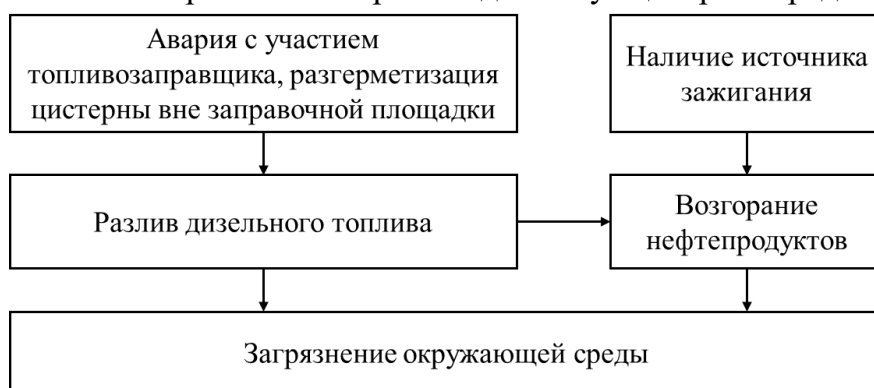 Авария с участием
топливозаправщика, разгерметизация
цистерны вне заправочной площадки
Наличие источника
зажигания
Разлив дизельного топлива
Возгорание
нефтепродуктов
Загрязнение окружающей среды